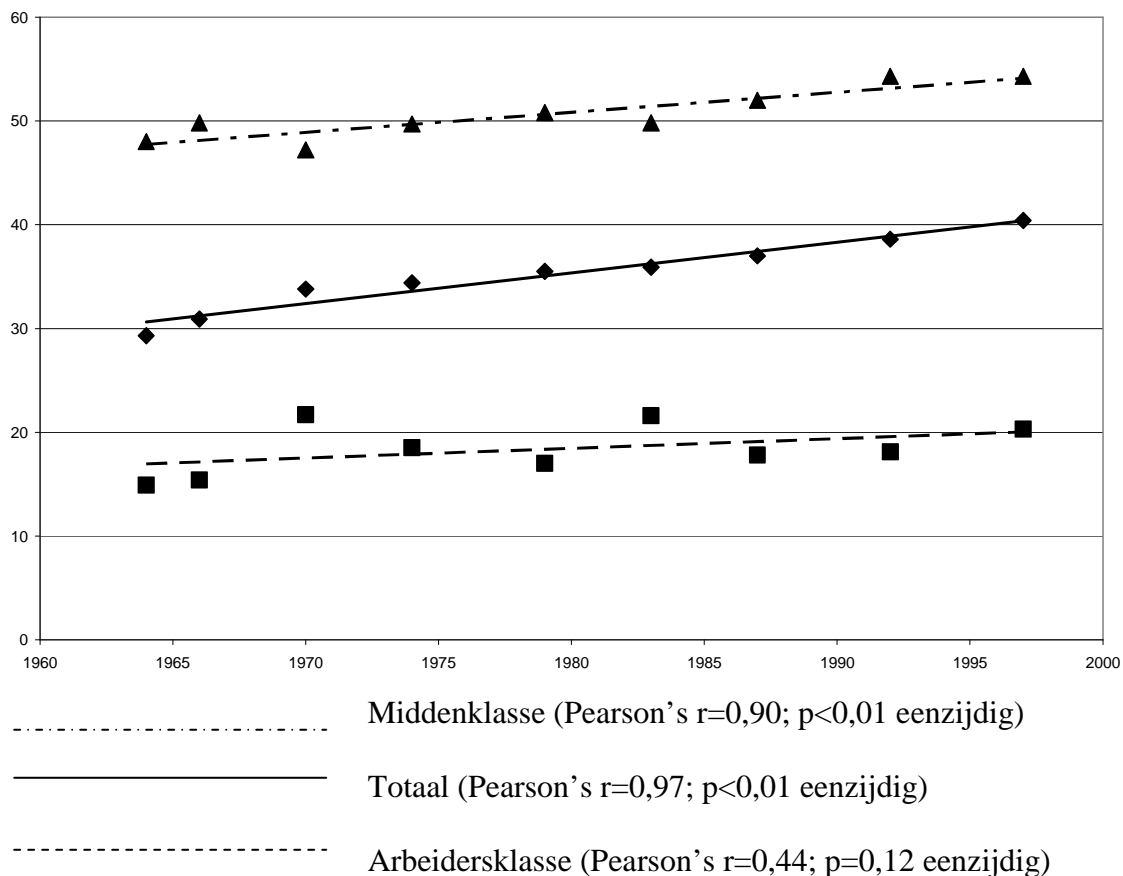 60
50
40
30
20
10
0
1960 1965 1970 1975 1980 1985 1990 1995 2000
Middenklasse (Pearson’s r=0,90; p<0,01 eenzijdig)
Totaal (Pearson’s r=0,97; p<0,01 eenzijdig)
Arbeidersklasse (Pearson’s r=0,44; p=0,12 eenzijdig)